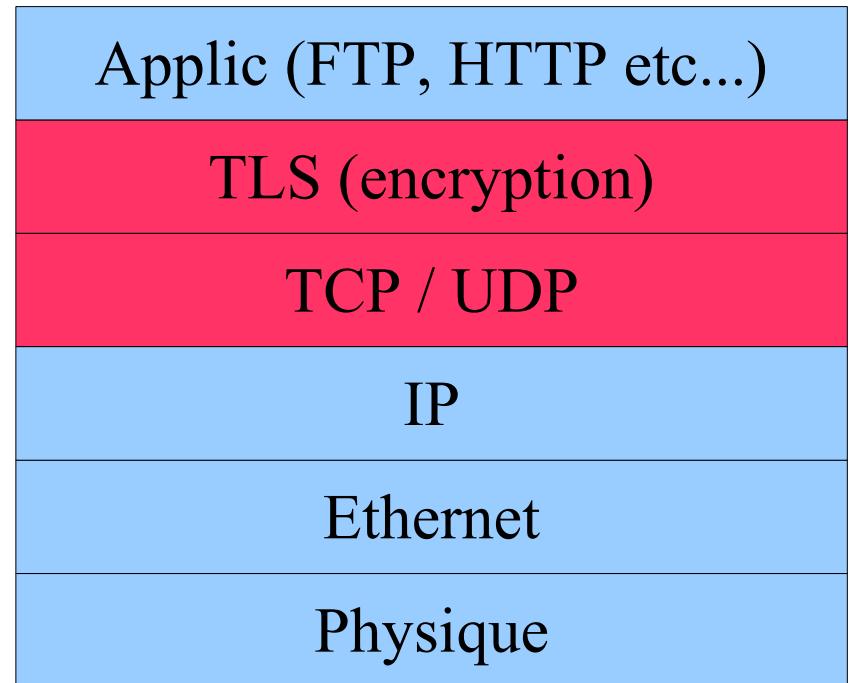 Applic (FTP, HTTP etc...)
TLS (encryption)
TCP / UDP
IP
Ethernet
Physique